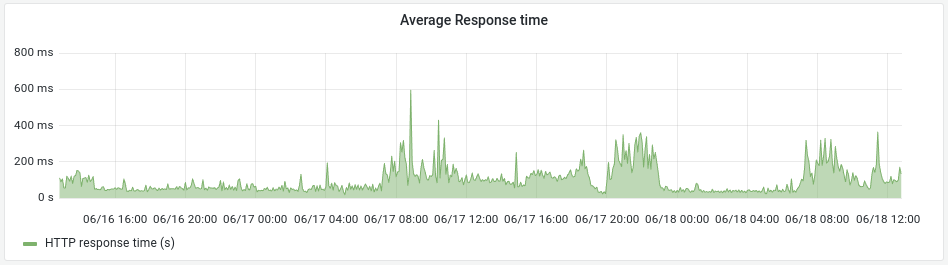 Average Response time
800 ms
600 ms
400 ms
200 ms
0 s
06/16 16:00 06/16 20:00 06/17 00:00 06/17 04:00 06/17 08:00 06/17 12:00 06/17 16:00 06/17 20:00 06/18 00:00 06/18 04:00 06/18 08:00 06/18 12:00
HTTP response time (s)